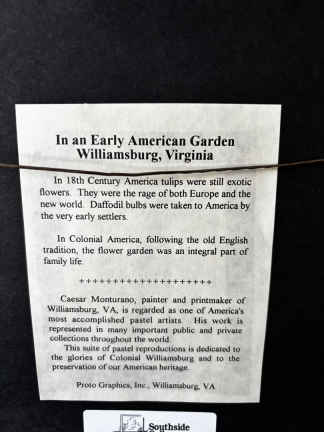 In an Early American Garden
Williamsburg, Virginia
In 18th Century America tulips were still exotic
flowers. They were the rage of both Europe and the
new world. Daffodil bulbs were taken to America by
the very early settlers.
In Colonial America, following the old English
tradition, the flower garden was an integral part of
family life.
+++++++++++++++++++++
Caesar Monturano, painter and printmaker of
Williamsburg, VA, is regarded as one of America's
most accomplished pastel artists. His work is
represented in many important public and private
collections throughout the world.
This suite of pastel reproductions is dedicated to
the glories of Colonial Williamsburg and to the
preservation of our American heritage.
Proto Graphics, Inc., Williamsburg, VA
Southside